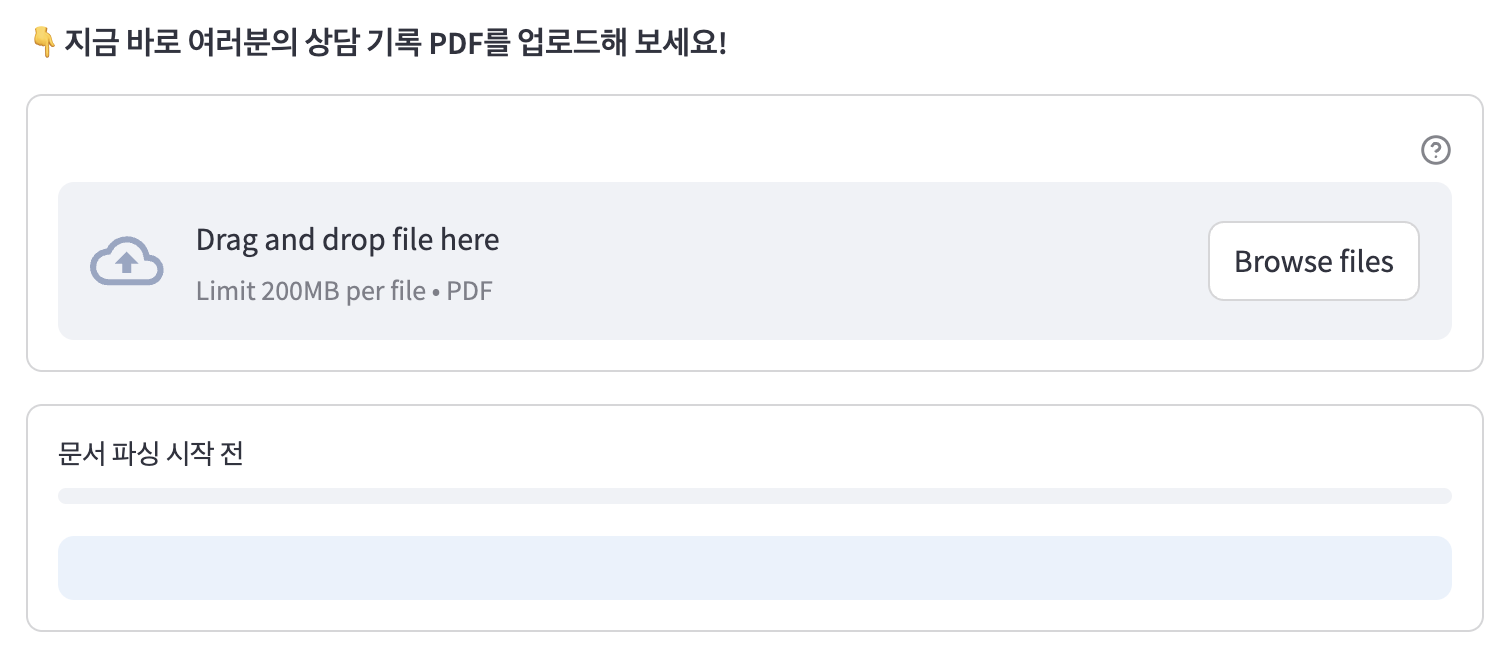 👇 지금 바로 여러분의 상담 기록 PDF를 업로드해 보세요!
Drag and drop file here
Limit 200MB per file • PDF
Browse files
문서 파싱 시작 전